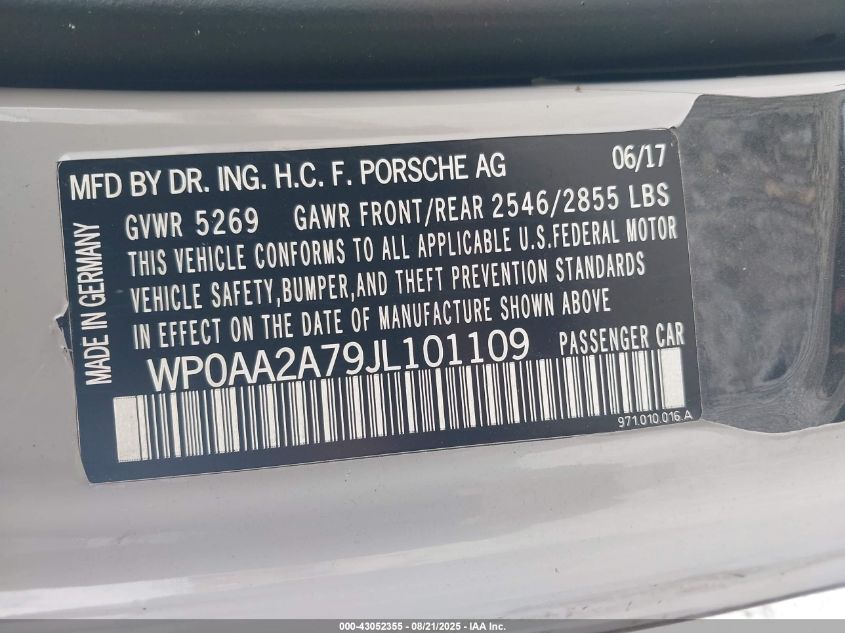 MFD BY DR. ING. H.C. F. PORSCHE AG 06/17
GVWR 5269 GAWR FRONT/REAR 2546/2855 LBS
THIS VEHICLE CONFORMS TO ALL APPLICABLE U.S.FEDERAL MOTOR
VEHICLE SAFETY,BUMPER,AND THEFT PREVENTION STANDARDS
IN EFFECT ON THE DATE OF MANUFACTURE SHOWN ABOVE
WP0AA2A79JL101109 PASSENGER CAR
MADE IN GERMANY
971.010.016.A
000-43052355 - 08/21/2025 - IAA Inc.